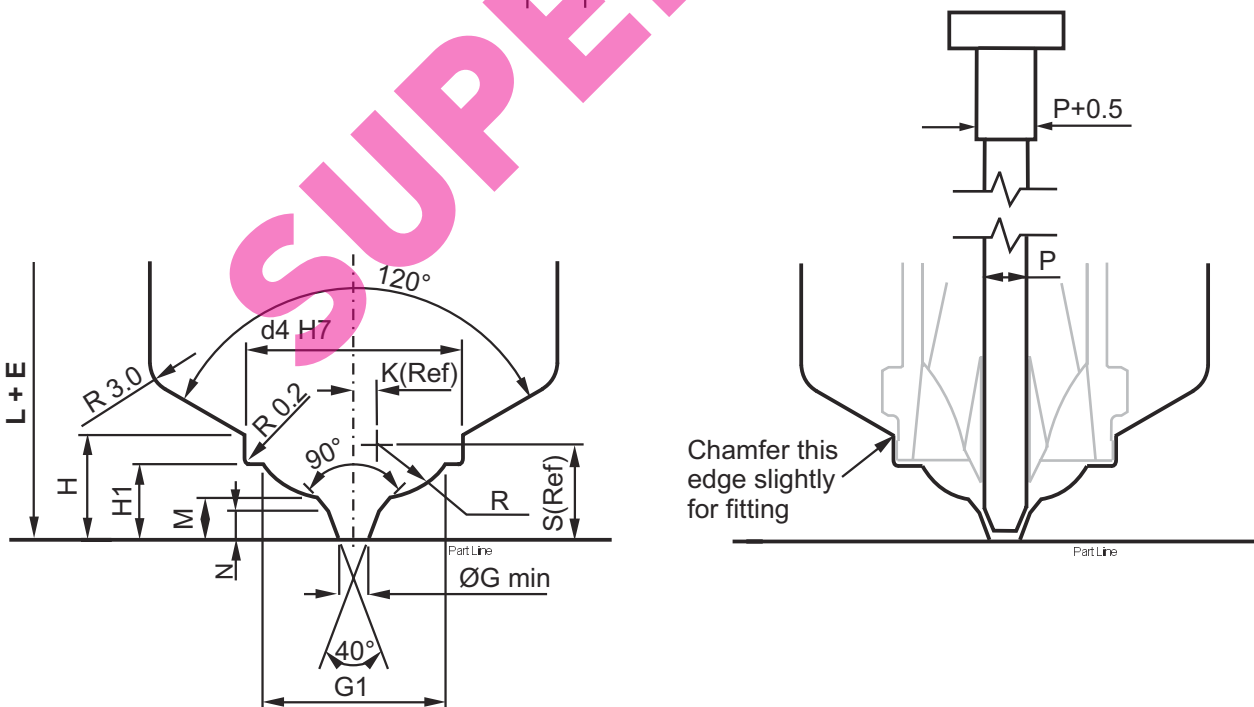 SUPE
P+0.5
120°
d4 H7
K(Ref)
R 3.0
R 0.2
90°
L + E
H
H1
M
N
R
S(Ref)
Part Line
ØG min
40°
G1
P
Chamfer this
edge slightly
for fitting
Part Line